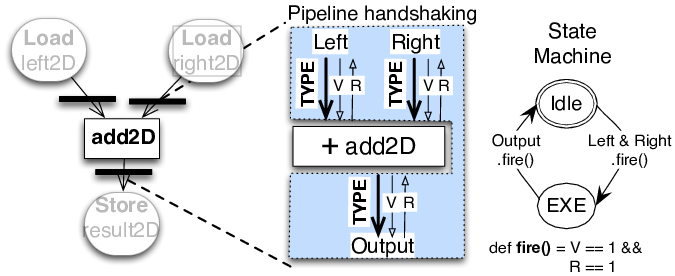 Load
left2D
Load
right2D
add2D
Store
result2D
Pipeline handshaking
Left
Right
TYPE
V
R
TYPE
V
R
+ add2D
TYPE
V
R
Output
State
Machine
Idle
Output
.fire()
Left & Right
.fire()
EXE
def fire() = V == 1 &&
R == 1